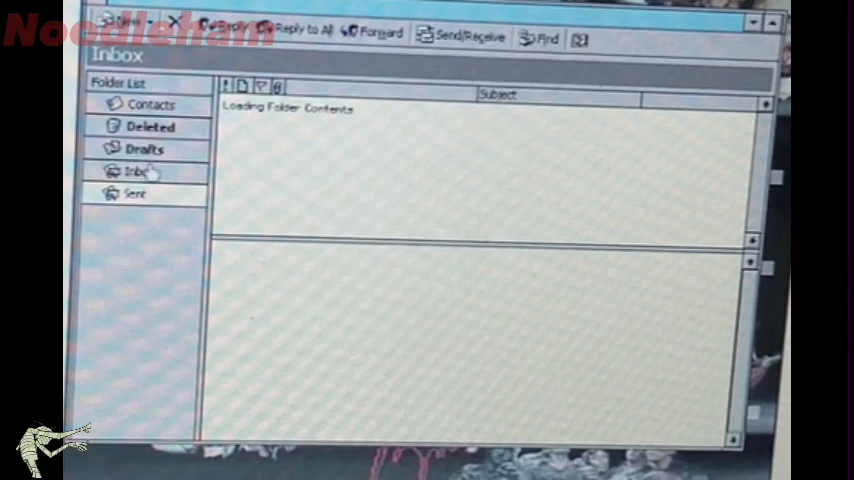 Noodleham
New
Reply
Reply to All
Forward
Send/Receive
Find
Inbox
Folder List
Subject
Contacts
Loading Folder Contents
Deleted
Drafts
Inbox
Sent